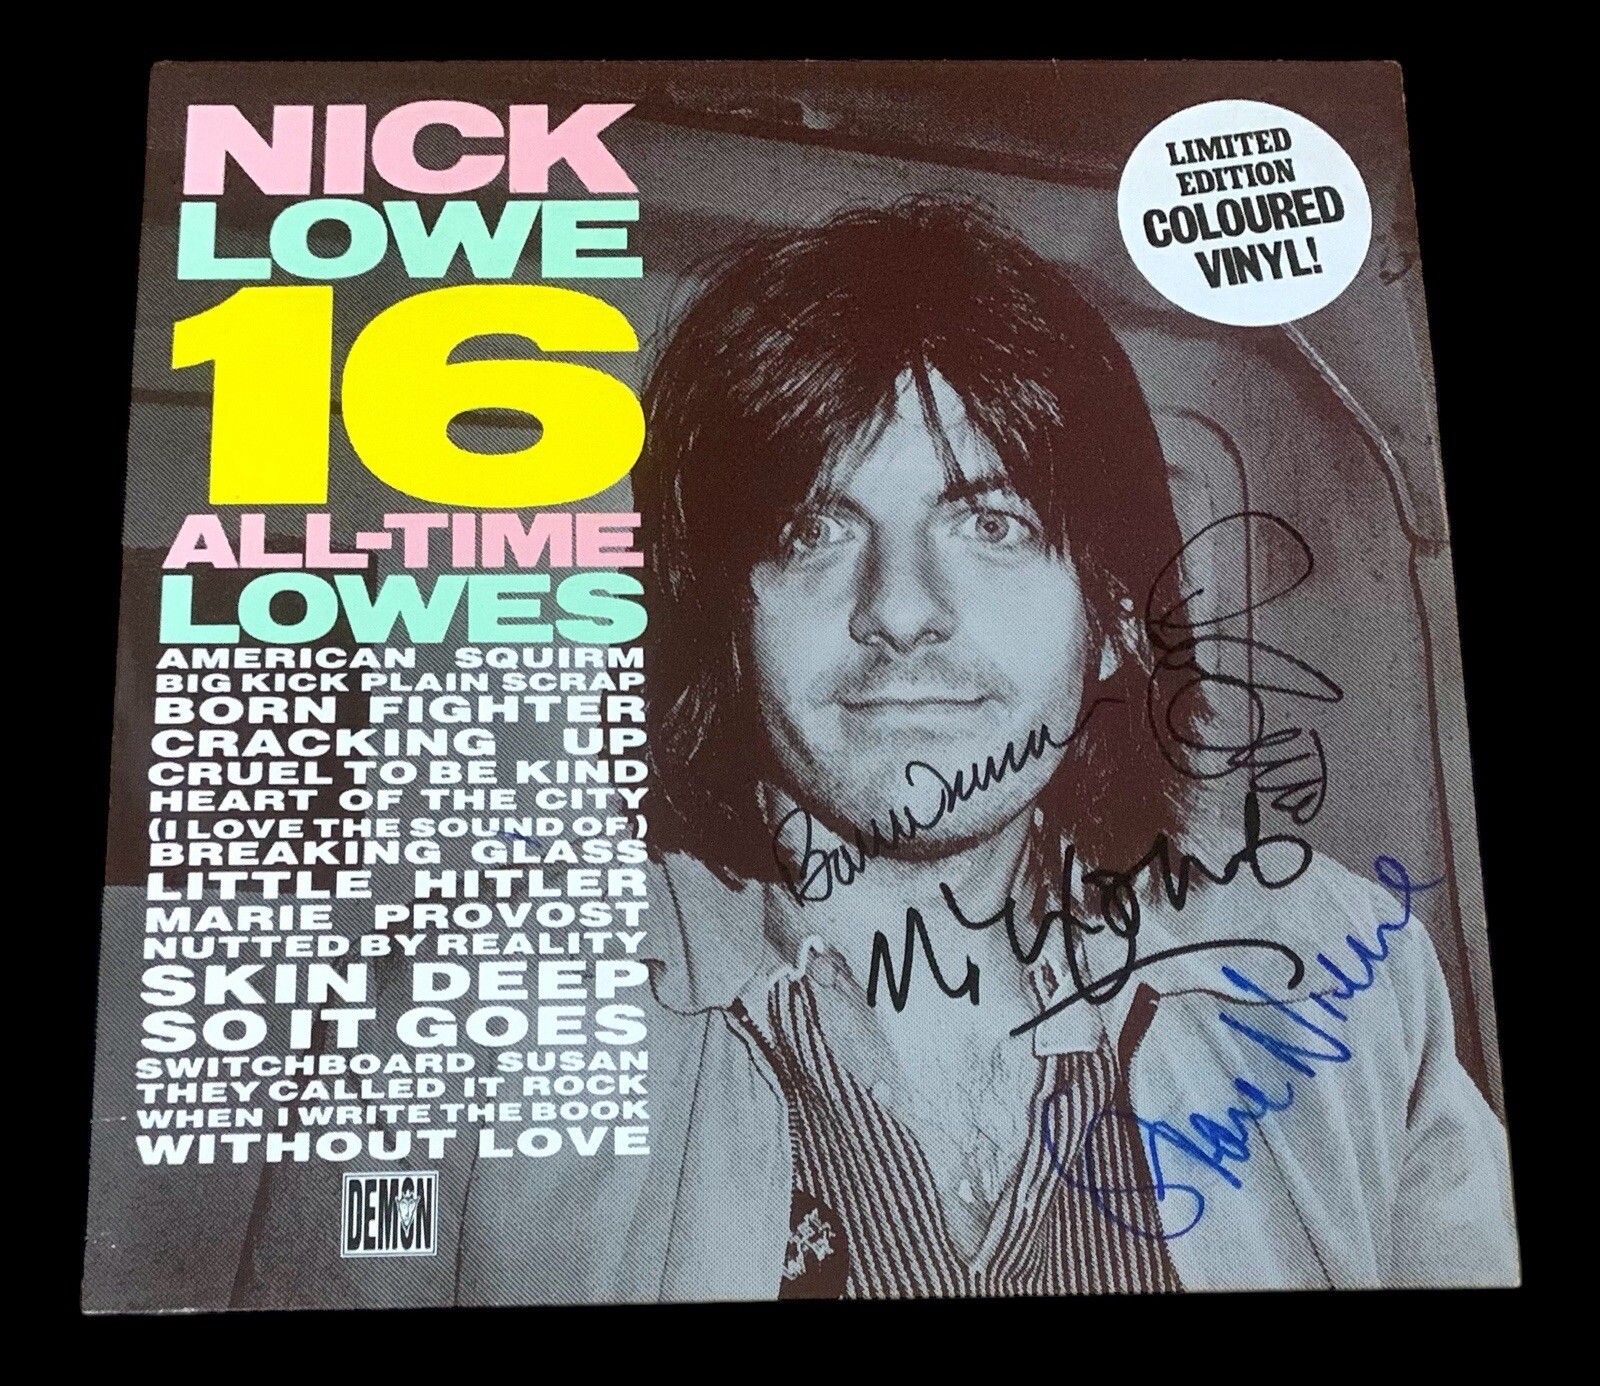 NICK
LOWE
16
ALL-TIME
LOWES
AMERICAN SQUIRM
BIG KICK PLAIN SCRAP
BORN FIGHTER
CRACKING UP
CRUEL TO BE KIND
HEART OF THE CITY
(I LOVE THE SOUND OF)
BREAKING GLASS
LITTLE HITLER
MARIE PROVOST
NUTTED BY REALITY
SKIN DEEP
SO IT GOES
SWITCHBOARD SUSAN
THEY CALLED IT ROCK
WHEN I WRITE THE BOOK
WITHOUT LOVE
DEMON
LIMITED
EDITION
COLOURED
VINYL!